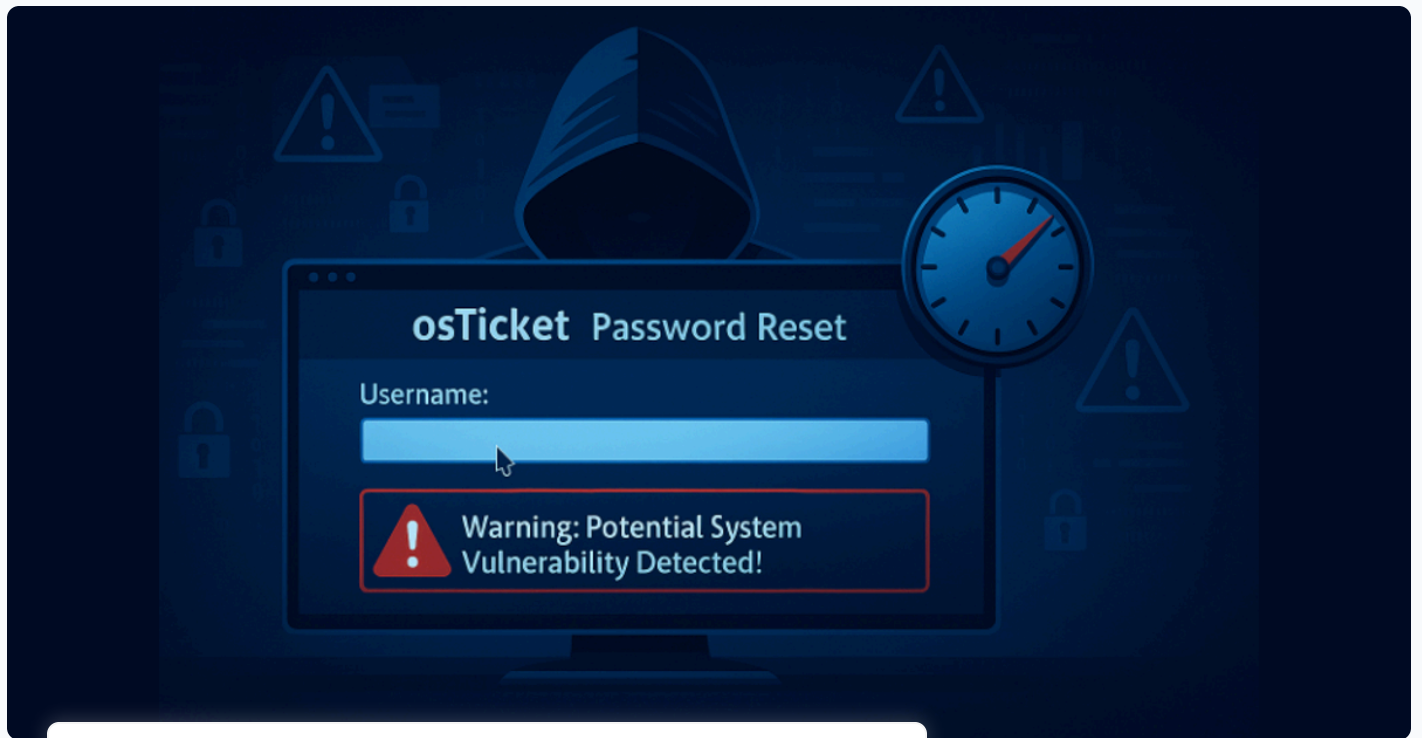 osTicket Password Reset
Username:
Warning: Potential System
Vulnerability Detected!